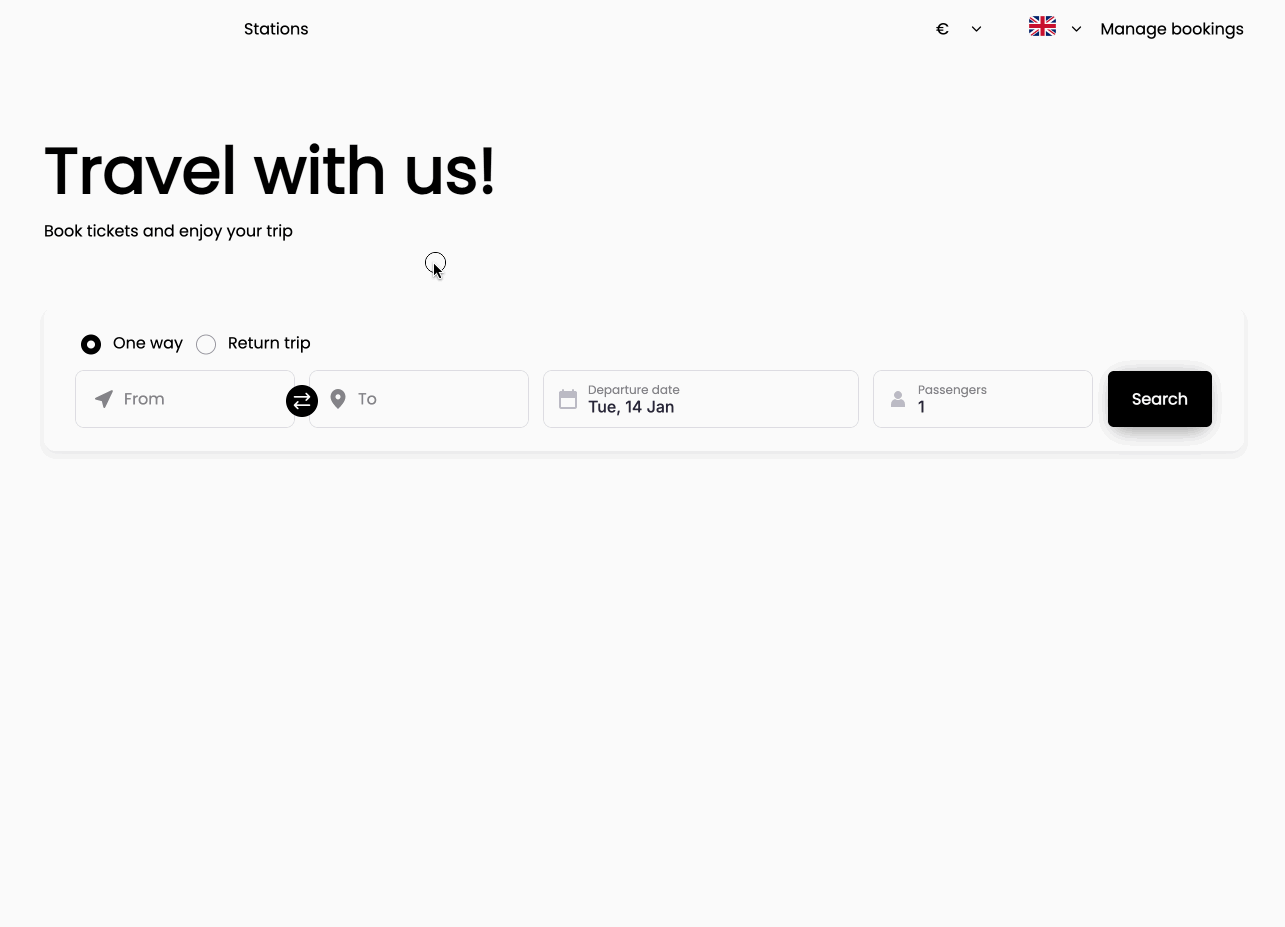 Stations
€
Manage bookings
Travel with us!
Book tickets and enjoy your trip
One way
Return trip
From
To
Departure date
Tue, 14 Jan
Passengers
1
Search